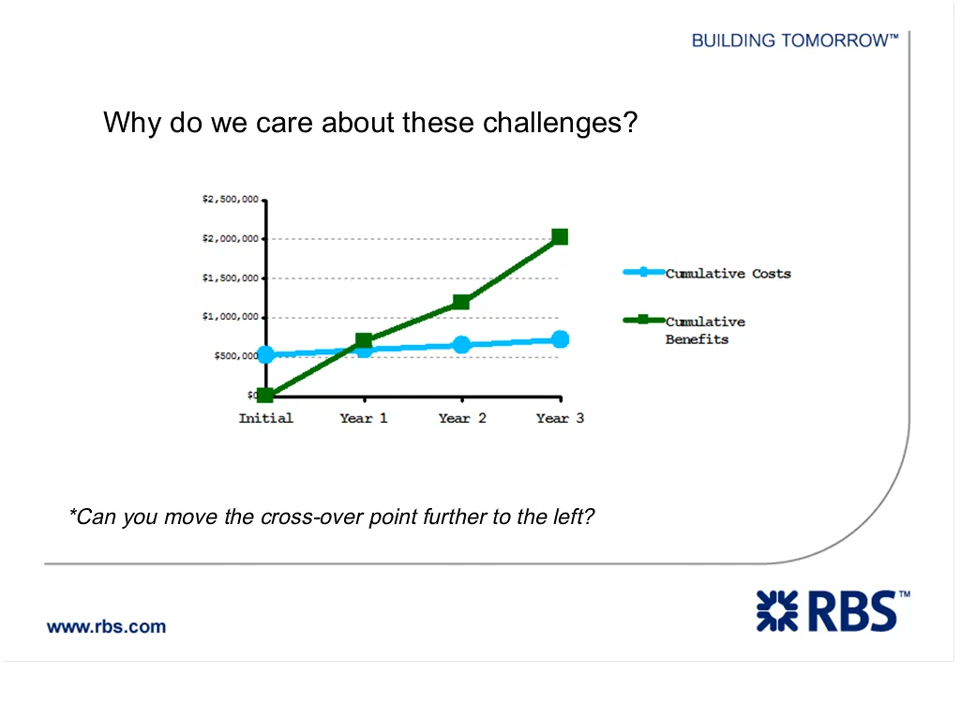 BUILDING TOMORROW™
Why do we care about these challenges?
$2,500,000
$2,000,000
$1,500,000
$1,000,000
$500,000
$0
Initial Year 1 Year 2 Year 3
Cumulative Costs
Cumulative
Benefits
*Can you move the cross-over point further to the left?
www.rbs.com
RBS™